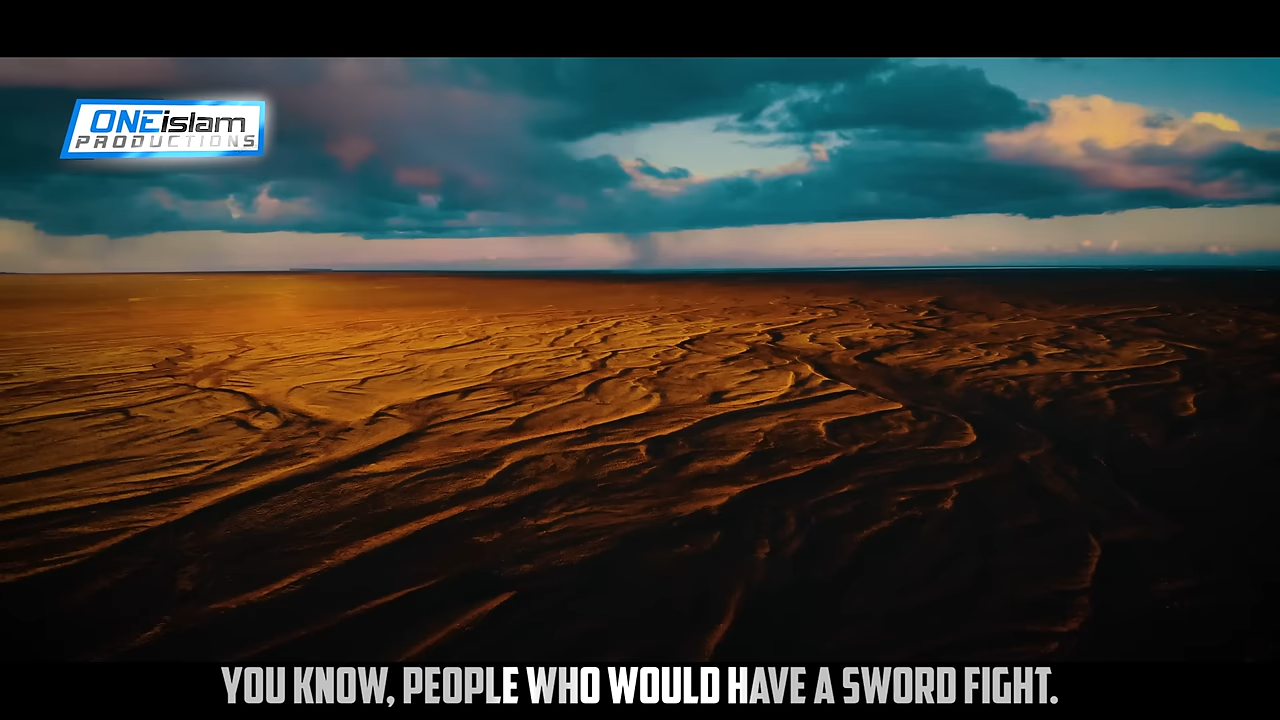 ONEislam
PRODUCTIONS
YOU KNOW, PEOPLE WHO WOULD HAVE A SWORD FIGHT.